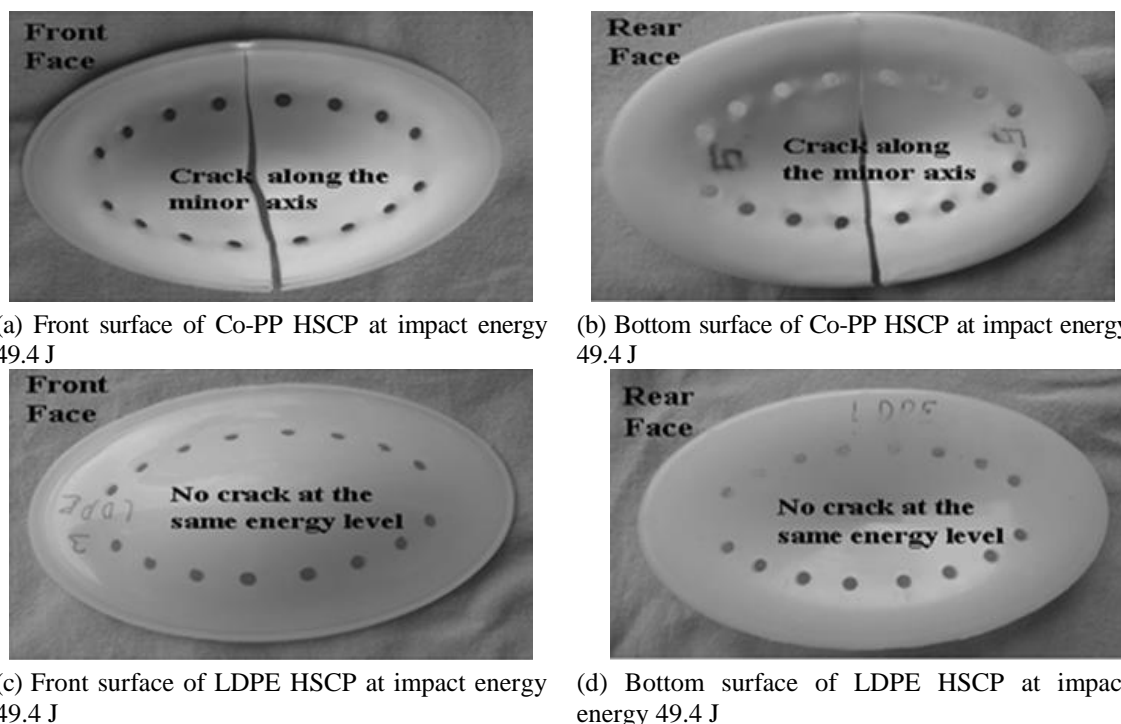 Front
Face
Crack along the
minor axis
Rear
Face
Crack along
the minor axis
(a) Front surface of Co-PP HSCP at impact energy
49.4 J
(b) Bottom surface of Co-PP HSCP at impact energy
49.4 J
Front
Face
No crack at the
same energy level
LDPE
Rear
Face
No crack at the
same energy level
(c) Front surface of LDPE HSCP at impact energy
49.4 J
(d) Bottom surface of LDPE HSCP at impact
energy 49.4 J